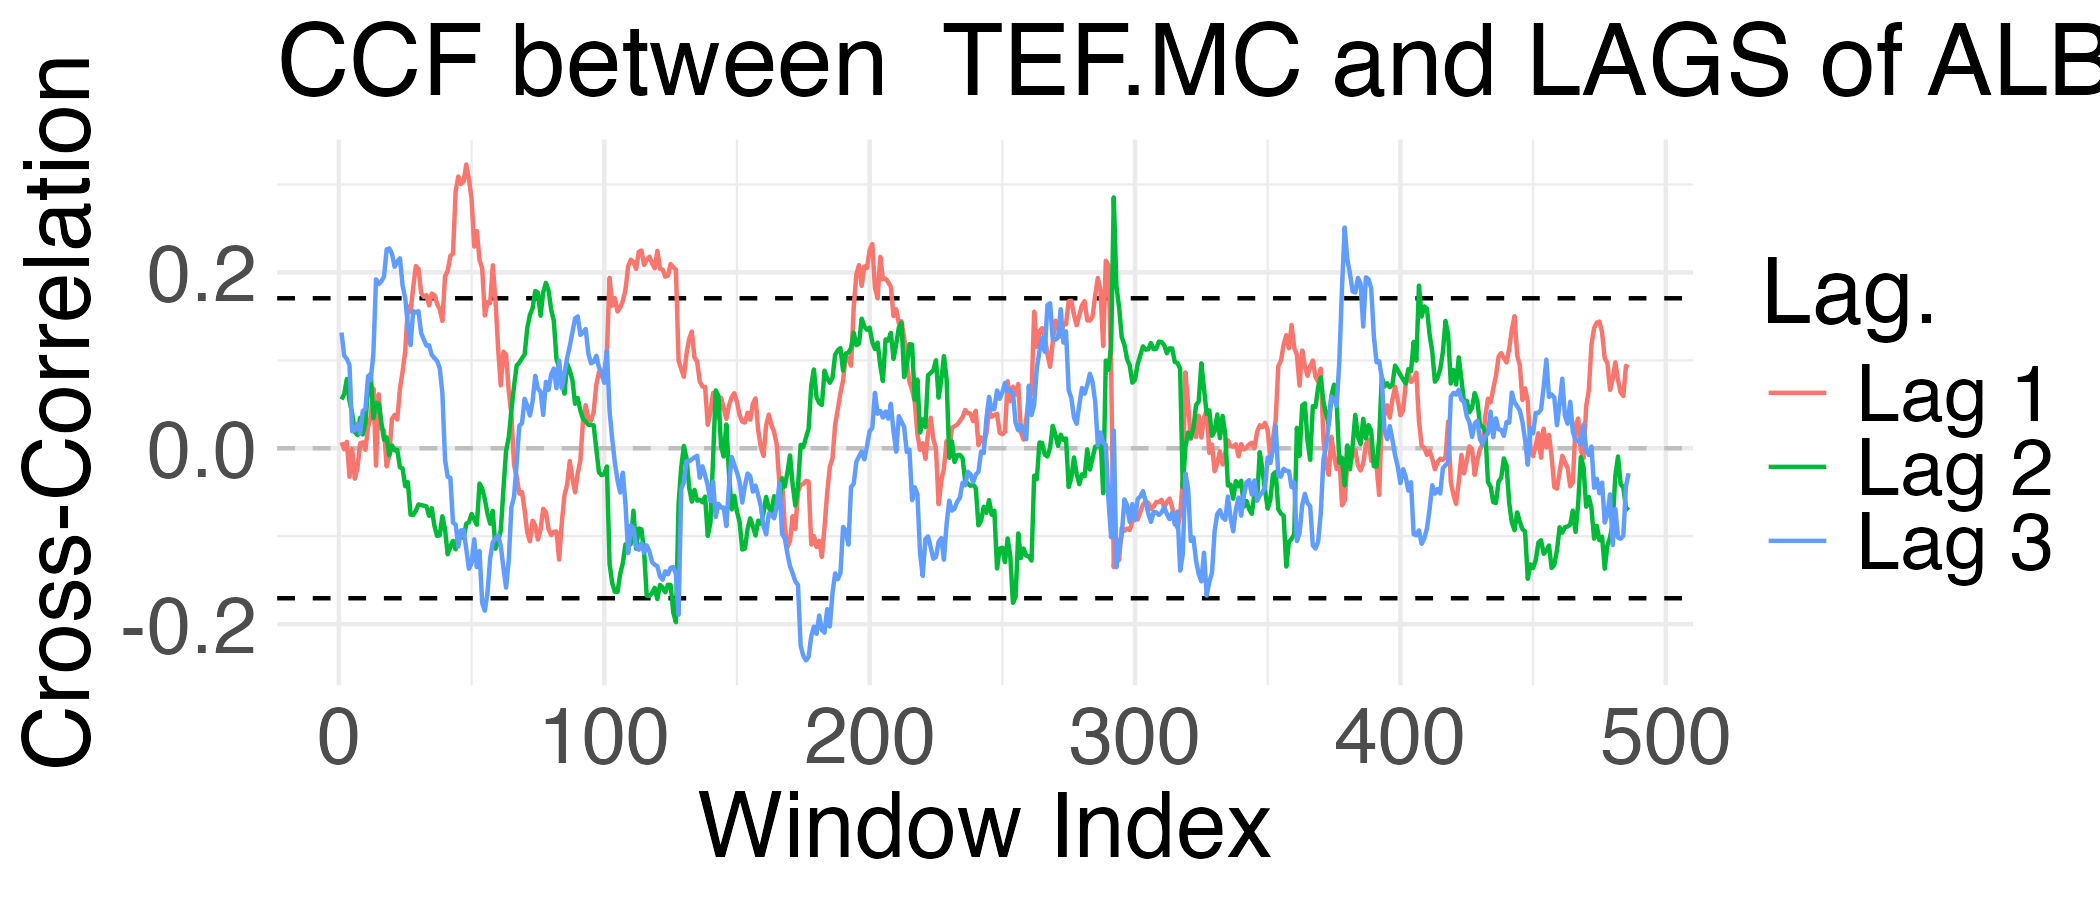 CCF between TEF.MC and LAGS of ALB
Cross-Correlation
0.2
0.0
-0.2
0
100
200
300
400
500
Window Index
Lag.
Lag 1
Lag 2
Lag 3